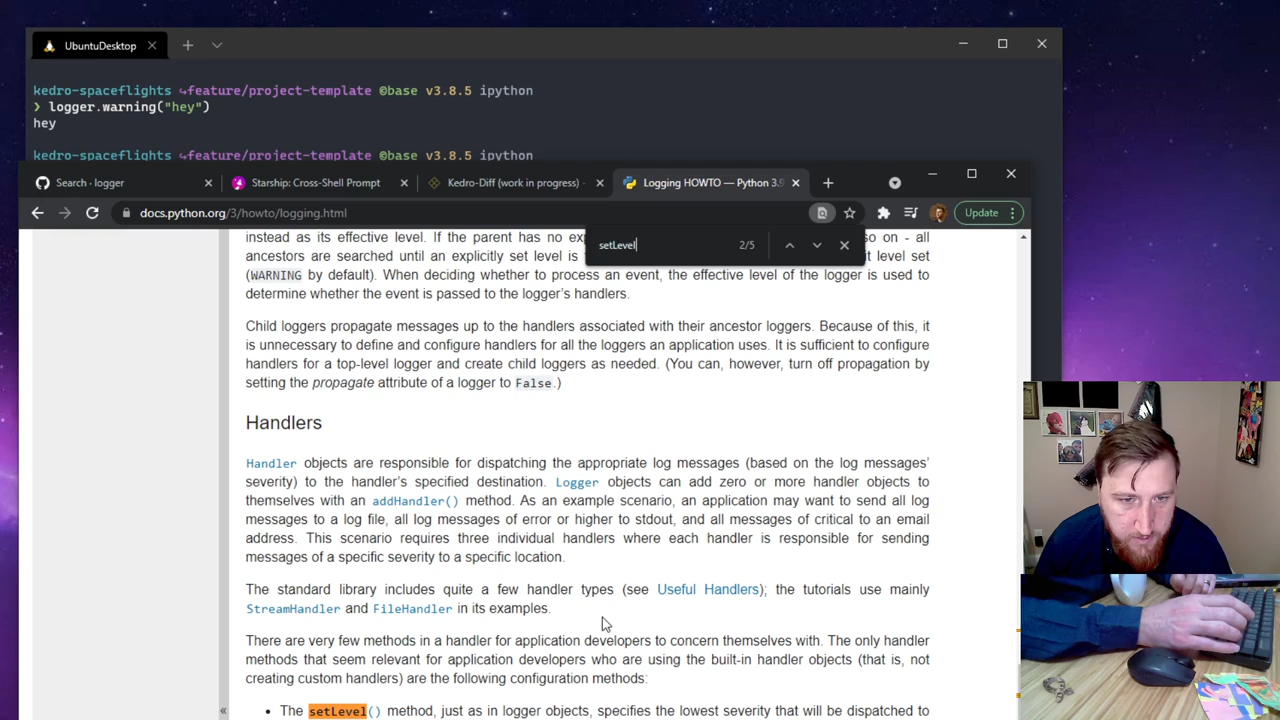 UbuntuDesktop
kedro-spaceflights ↪feature/project-template @base v3.8.5 ipython
❯ logger.warning("hey")
hey
kedro-spaceflights ↪feature/project-template @base v3.8.5 ipython
Search · logger
Starship: Cross-Shell Prompt
Kedro-Diff (work in progress) -
Logging HOWTO — Python 3.9
docs.python.org/3/howto/logging.html
Update
setLevel 2/5
instead as its effective level. If the parent has no exp so on - all
ancestors are searched until an explicitly set level is lt level set
(WARNING by default). When deciding whether to process an event, the effective level of the logger is used to
determine whether the event is passed to the logger's handlers.
Child loggers propagate messages up to the handlers associated with their ancestor loggers. Because of this, it
is unnecessary to define and configure handlers for all the loggers an application uses. It is sufficient to configure
handlers for a top-level logger and create child loggers as needed. (You can, however, turn off propagation by
setting the propagate attribute of a logger to False.)
Handlers
Handler objects are responsible for dispatching the appropriate log messages (based on the log messages'
severity) to the handler's specified destination. Logger objects can add zero or more handler objects to
themselves with an addHandler() method. As an example scenario, an application may want to send all log
messages to a log file, all log messages of error or higher to stdout, and all messages of critical to an email
address. This scenario requires three individual handlers where each handler is responsible for sending
messages of a specific severity to a specific location.
The standard library includes quite a few handler types (see Useful Handlers); the tutorials use mainly
StreamHandler and FileHandler in its examples.
There are very few methods in a handler for application developers to concern themselves with. The only handler
methods that seem relevant for application developers who are using the built-in handler objects (that is, not
creating custom handlers) are the following configuration methods:
• The setLevel() method, just as in logger objects, specifies the lowest severity that will be dispatched to
«